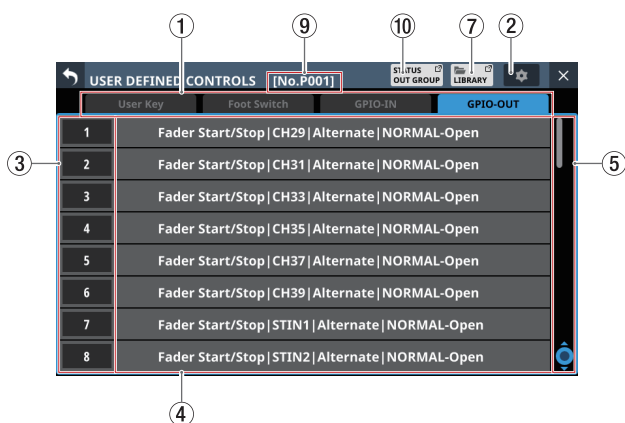 ① ⑨ ⑩ ⑦ ②
USER DEFINED CONTROLS [No.P001] STATUS OUT GROUP LIBRARY ×
User Key Foot Switch GPIO-IN GPIO-OUT
1 Fader Start/Stop|CH29|Alternate|NORMAL-Open
2 Fader Start/Stop|CH31|Alternate|NORMAL-Open
③ ⑤
3 Fader Start/Stop|CH33|Alternate|NORMAL-Open
4 Fader Start/Stop|CH35|Alternate|NORMAL-Open
5 Fader Start/Stop|CH37|Alternate|NORMAL-Open
6 Fader Start/Stop|CH39|Alternate|NORMAL-Open
7 Fader Start/Stop|STIN1|Alternate|NORMAL-Open
8 Fader Start/Stop|STIN2|Alternate|NORMAL-Open
④